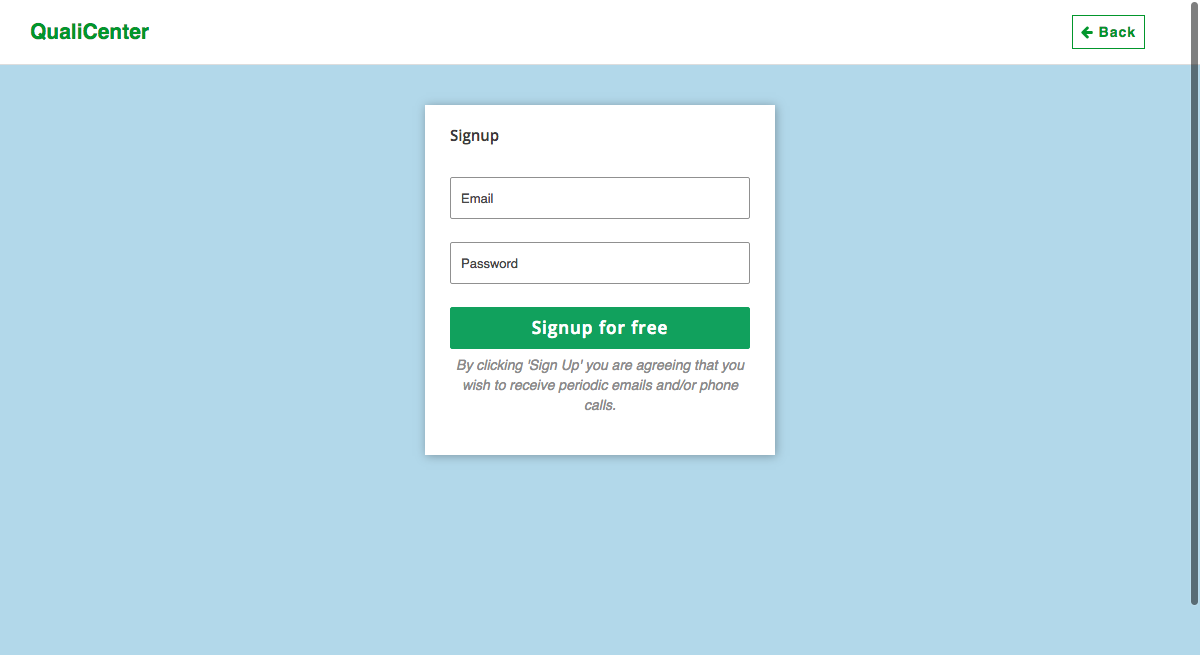 QualiCenter
Back
Signup
Email
Password
Signup for free
By clicking 'Sign Up' you are agreeing that you
wish to receive periodic emails and/or phone
calls.